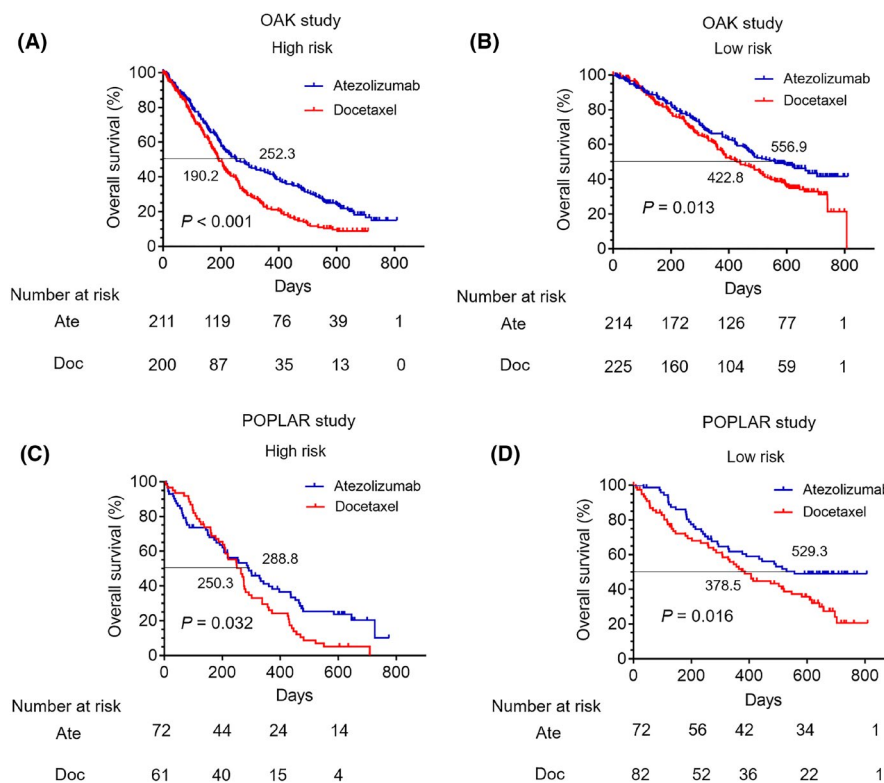 (A)
OAK study
High risk
Overall survival (%)
100
80
60
40
20
0
Atezolizumab
Docetaxel
252.3
190.2
P < 0.001
0 200 400 600 800
Days
Number at risk
Ate 211 119 76 39 1
Doc 200 87 35 13 0
(B)
OAK study
Low risk
Overall survival (%)
100
80
60
40
20
0
Atezolizumab
Docetaxel
556.9
422.8
P = 0.013
0 200 400 600 800
Days
Number at risk
Ate 214 172 126 77 1
Doc 225 160 104 59 1
(C)
POPLAR study
High risk
Overall survival (%)
100
80
60
40
20
0
Atezolizumab
Docetaxel
288.8
250.3
P = 0.032
0 200 400 600 800
Days
Number at risk
Ate 72 44 24 14
Doc 61 40 15 4
(D)
POPLAR study
Low risk
Overall survival (%)
100
80
60
40
20
0
Atezolizumab
Docetaxel
529.3
378.5
P = 0.016
0 200 400 600 800
Days
Number at risk
Ate 72 56 42 34 1
Doc 82 52 36 22 1